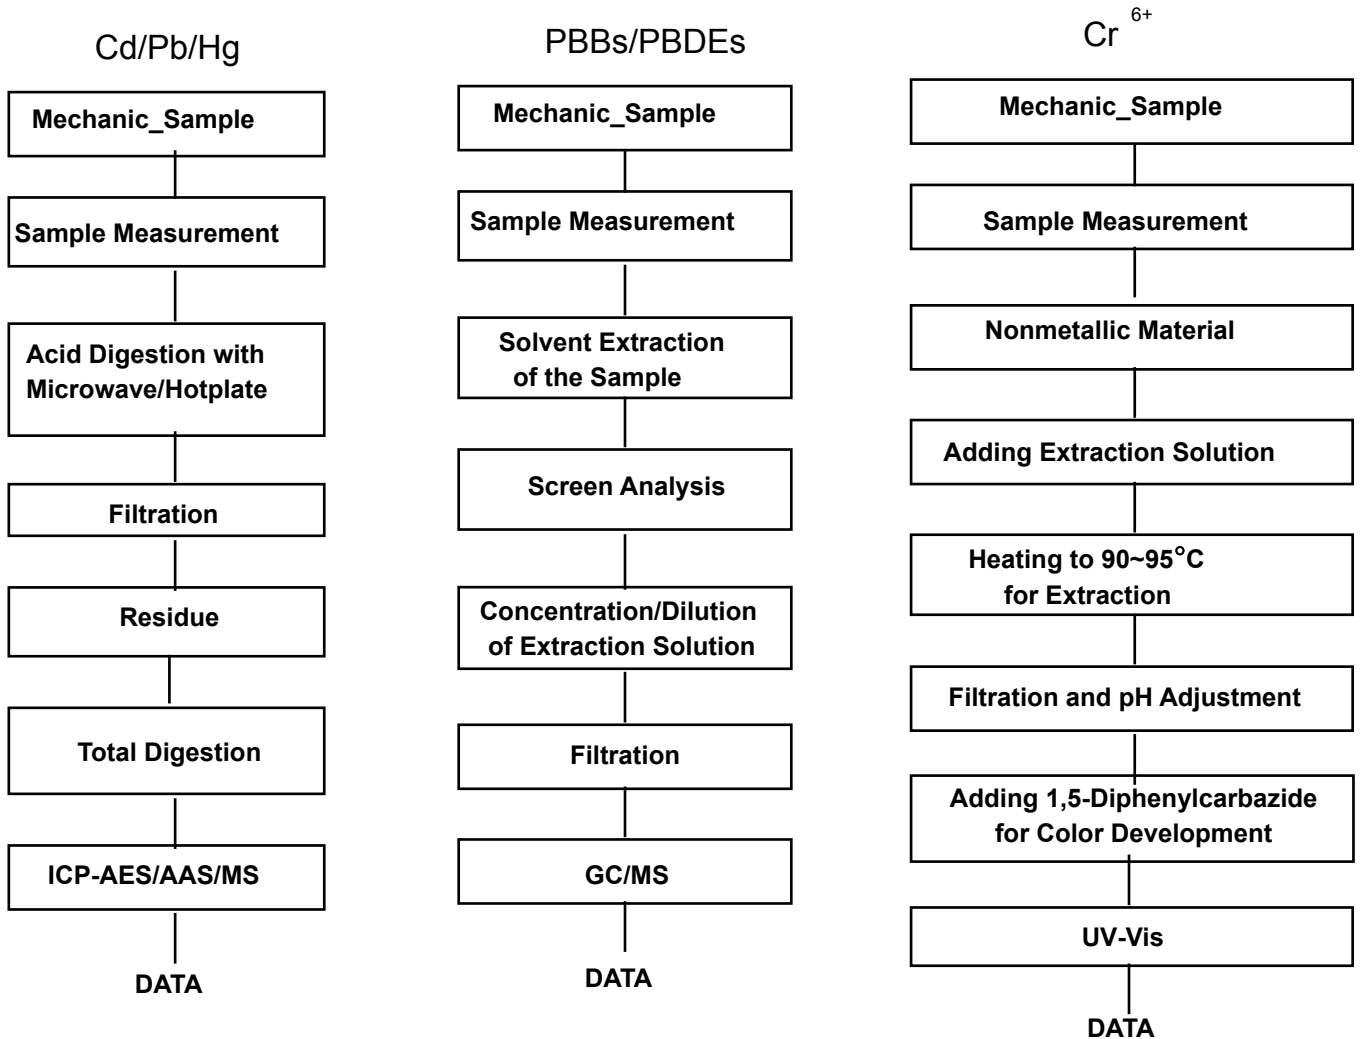 Cd/Pb/Hg
Mechanic_Sample
Sample Measurement
Acid Digestion with
Microwave/Hotplate
Filtration
Residue
Total Digestion
ICP-AES/AAS/MS
DATA
PBBs/PBDEs
Mechanic_Sample
Sample Measurement
Solvent Extraction
of the Sample
Screen Analysis
Concentration/Dilution
of Extraction Solution
Filtration
GC/MS
DATA
Cr 6+
Mechanic_Sample
Sample Measurement
Nonmetallic Material
Adding Extraction Solution
Heating to 90~95°C
for Extraction
Filtration and pH Adjustment
Adding 1,5-Diphenylcarbazide
for Color Development
UV-Vis
DATA